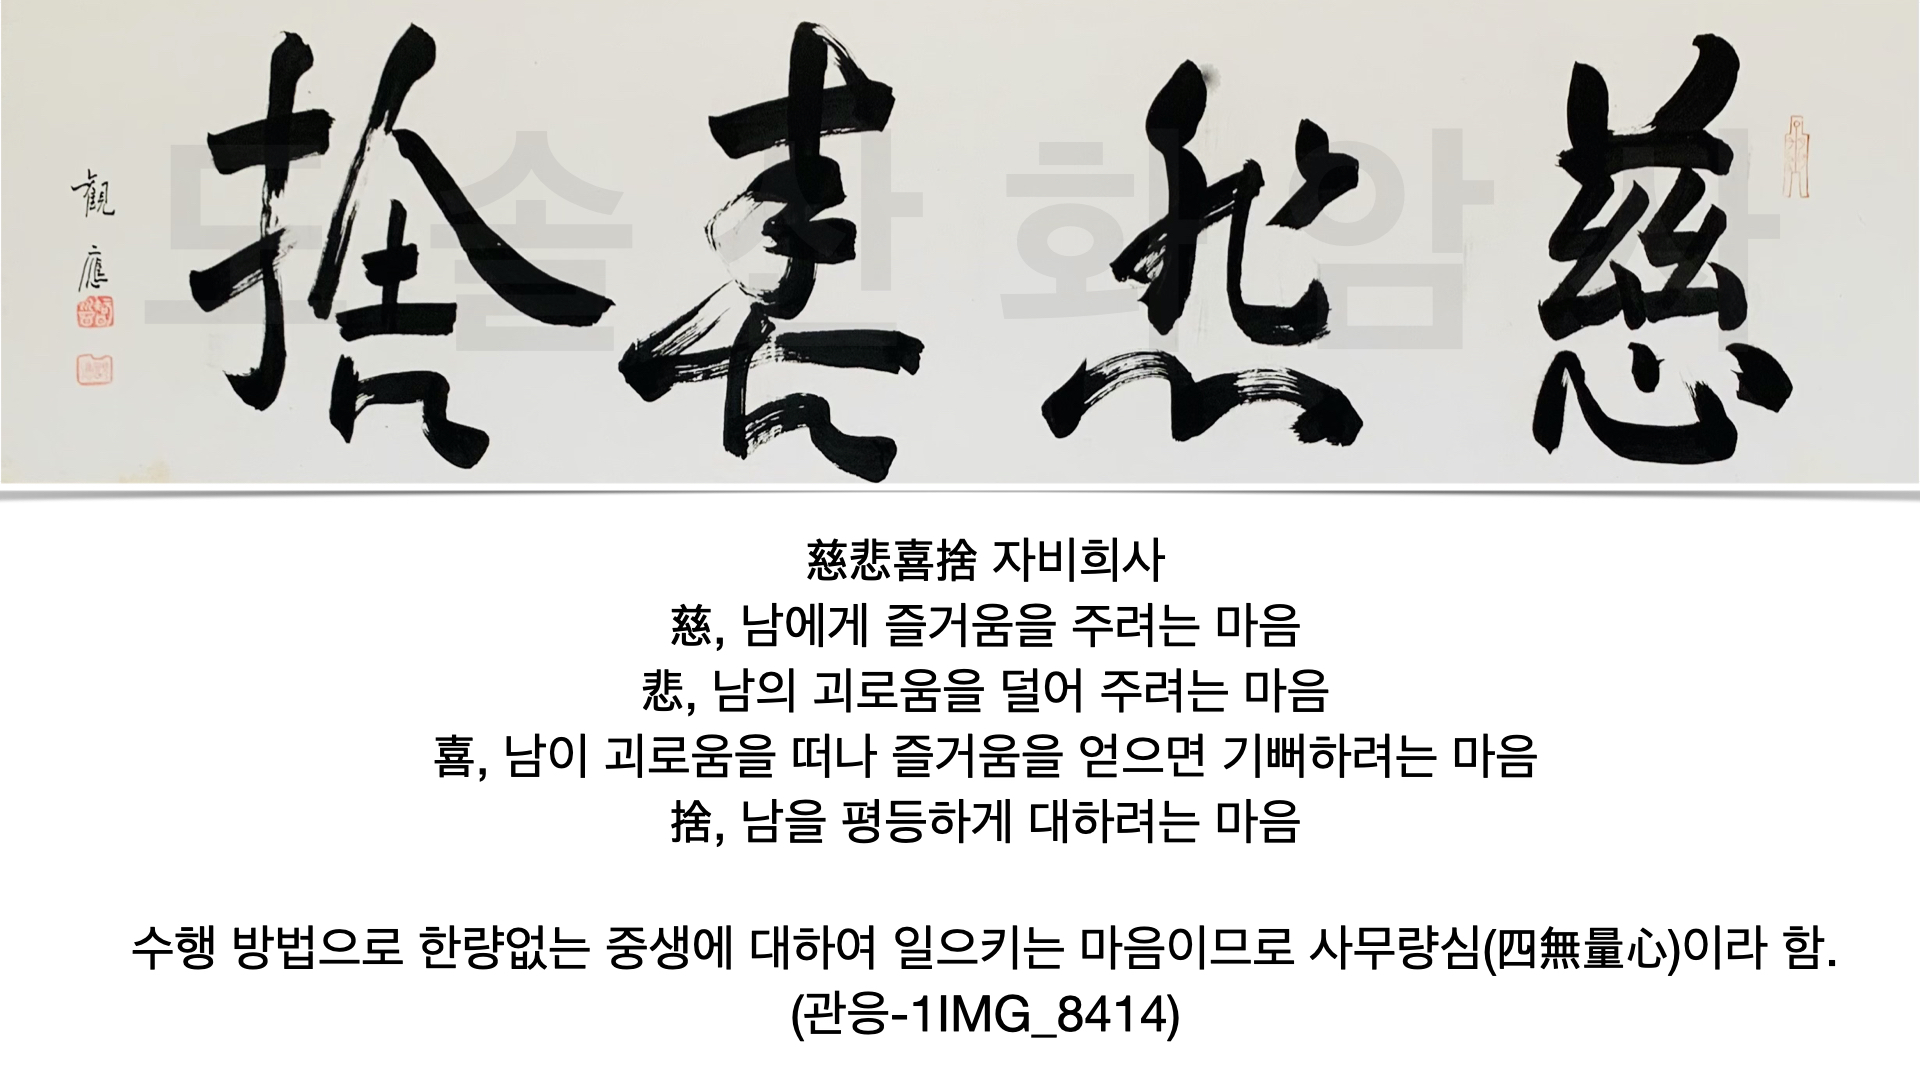 慈悲喜捨
觀應
도솔산 화암사
慈悲喜捨 자비희사
慈, 남에게 즐거움을 주려는 마음
悲, 남의 괴로움을 덜어 주려는 마음
喜, 남이 괴로움을 떠나 즐거움을 얻으면 기뻐하려는 마음
捨, 남을 평등하게 대하려는 마음
수행 방법으로 한량없는 중생에 대하여 일으키는 마음이므로 사무량심(四無量心)이라 함.
(관응-1IMG_8414)